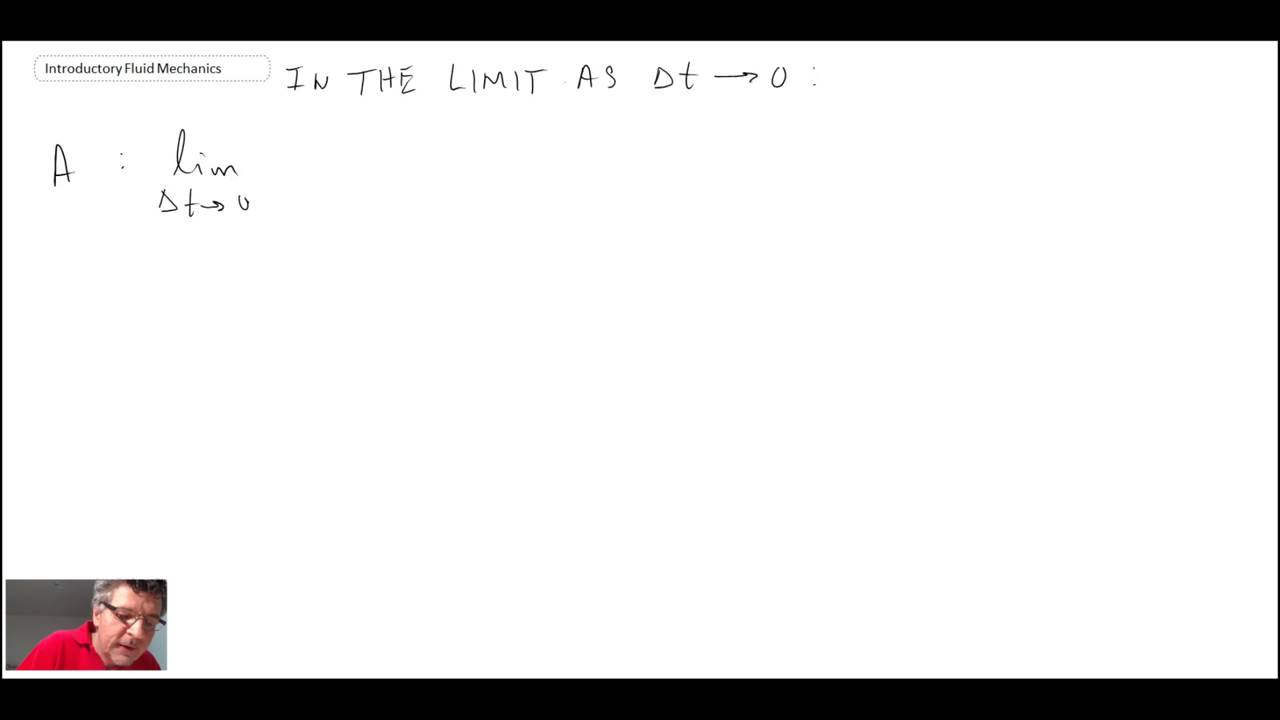 Introductory Fluid Mechanics
IN THE LIMIT AS Δt → 0 :
A : lim
Δt → 0